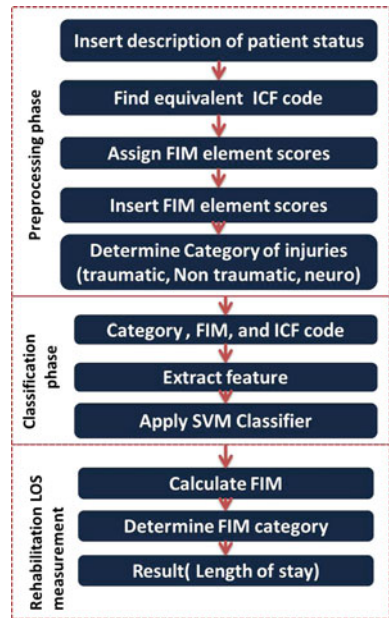 Preprocessing phase
Insert description of patient status
Find equivalent ICF code
Assign FIM element scores
Insert FIM element scores
Determine Category of injuries
(traumatic, Non traumatic, neuro)
Classification
phase
Category , FIM, and ICF code
Extract feature
Apply SVM Classifier
Rehabilitation LOS
measurement
Calculate FIM
Determine FIM category
Result( Length of stay)